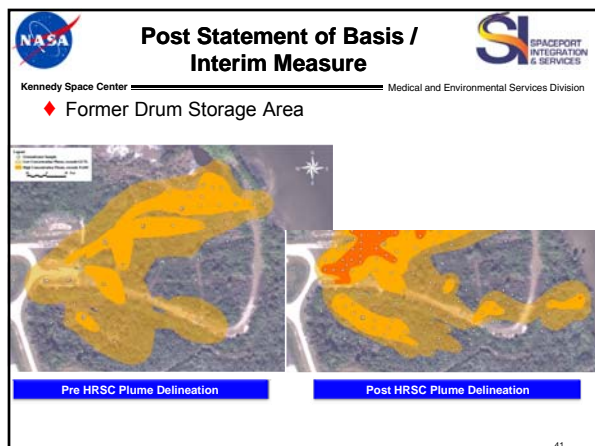 NASA
Post Statement of Basis /
Interim Measure
SI
SPACEPORT
INTEGRATION
& SERVICES
Kennedy Space Center
Medical and Environmental Services Division
Former Drum Storage Area
Legend
Pre HRSC Plume Delineation
Post HRSC Plume Delineation
41